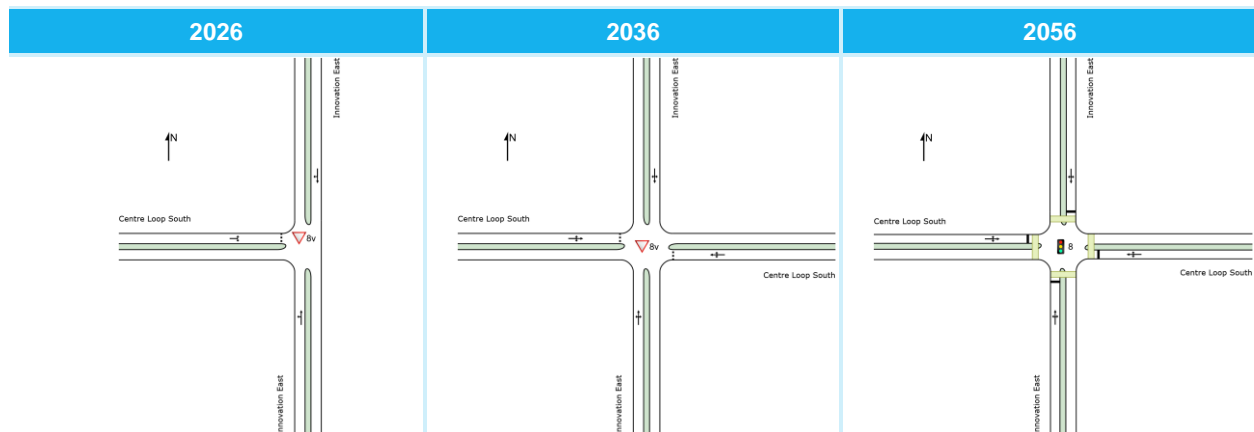 2026
2036
2056
Innovation East
N
Centre Loop South
8v
Innovation East
Innovation East
N
Centre Loop South
8v
Centre Loop South
Innovation East
Innovation East
N
Centre Loop South
8
Centre Loop South
Innovation East